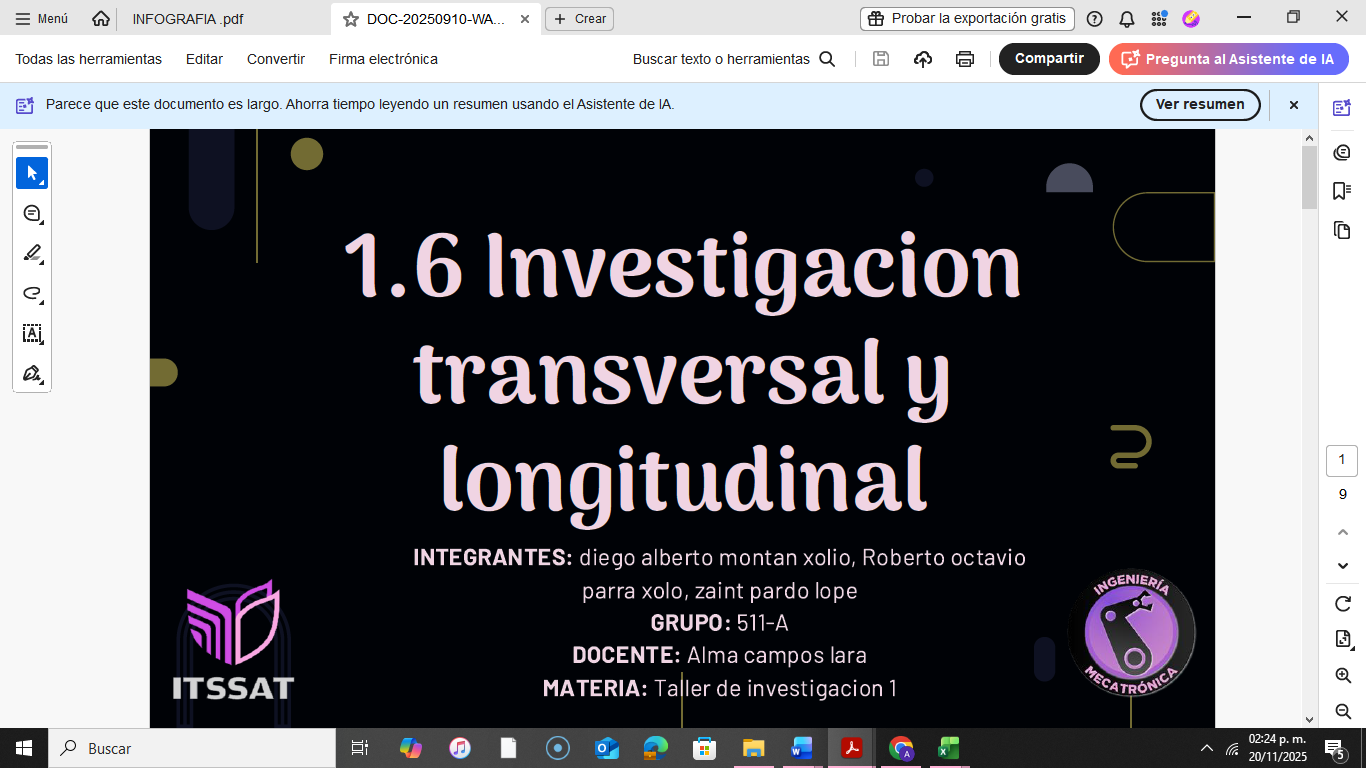 Menú
INFOGRAFIA .pdf
DOC-20250910-WA...
Crear
Probar la exportación gratis
Todas las herramientas
Editar
Convertir
Firma electrónica
Buscar texto o herramientas
Compartir
Pregunta al Asistente de IA
Parece que este documento es largo. Ahorra tiempo leyendo un resumen usando el Asistente de IA.
Ver resumen
1.6 Investigacion
transversal y
longitudinal
INTEGRANTES: diego alberto montan xolio, Roberto octavio
parra xolo, zaint pardo lope
GRUPO: 511-A
DOCENTE: Alma campos lara
MATERIA: Taller de investigacion 1
ITSSAT
INGENIERÍA
MECATRÓNICA
1
9
Buscar
02:24 p. m.
20/11/2025
5